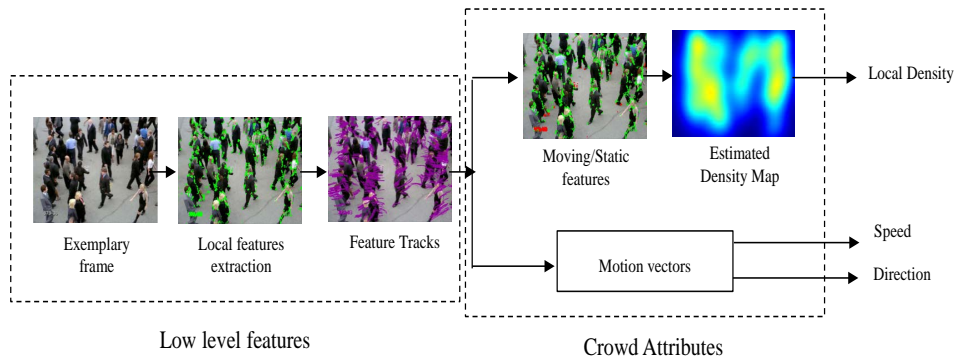 Exemplary
frame
Local features
extraction
Feature Tracks
Low level features
Moving/Static
features
Estimated
Density Map
Local Density
Motion vectors
Speed
Direction
Crowd Attributes